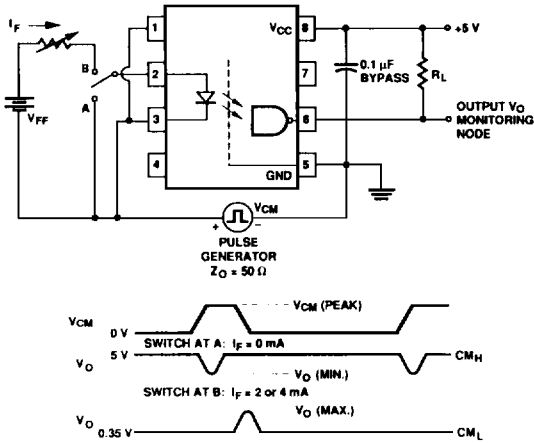 I_F
B
A
V_FF
1
2
3
4
V_CC
GND
8
7
6
5
0.1 µF
BYPASS
R_L
+5 V
OUTPUT V_O
MONITORING
NODE
+
V_CM
–
PULSE
GENERATOR
Z_O = 50 Ω
V_CM
0 V
V_CM (PEAK)
SWITCH AT A: I_F = 0 mA
V_O
5 V
CM_H
V_O (MIN.)
SWITCH AT B: I_F = 2 or 4 mA
V_O (MAX.)
V_O
0.35 V
CM_L